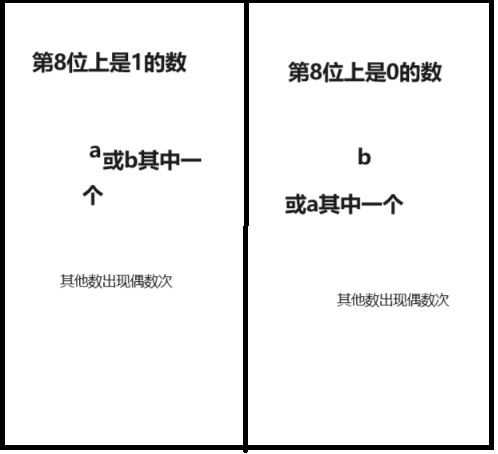 第8位上是1的数
a或b其中一
个
其他数出现偶数次
第8位上是0的数
b
或a其中一个
其他数出现偶数次